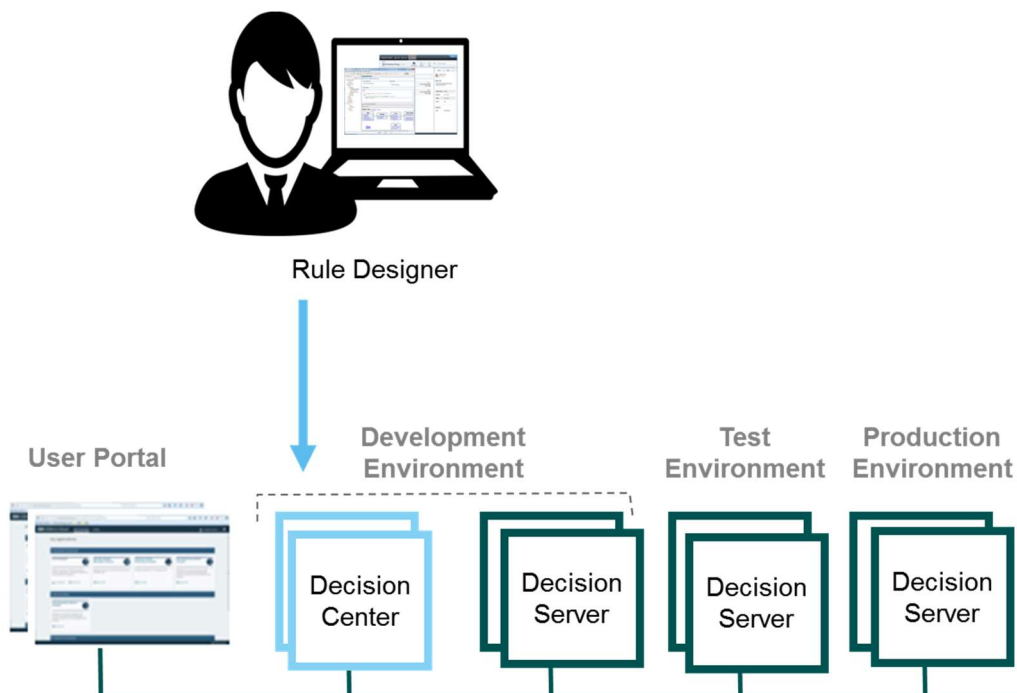 Rule Designer
User Portal
Development
Environment
Test
Environment
Production
Environment
Decision
Center
Decision
Server
Decision
Server
Decision
Server